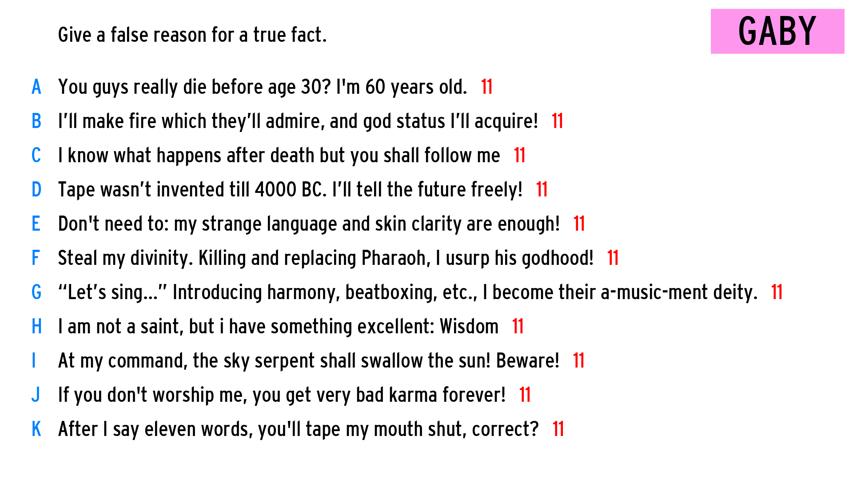 Give a false reason for a true fact.
GABY
A You guys really die before age 30? I'm 60 years old. 11
B I’ll make fire which they’ll admire, and god status I’ll acquire! 11
C I know what happens after death but you shall follow me 11
D Tape wasn’t invented till 4000 BC. I’ll tell the future freely! 11
E Don't need to: my strange language and skin clarity are enough! 11
F Steal my divinity. Killing and replacing Pharaoh, I usurp his godhood! 11
G “Let’s sing...” Introducing harmony, beatboxing, etc., I become their a-music-ment deity. 11
H I am not a saint, but i have something excellent: Wisdom 11
I At my command, the sky serpent shall swallow the sun! Beware! 11
J If you don't worship me, you get very bad karma forever! 11
K After I say eleven words, you'll tape my mouth shut, correct? 11